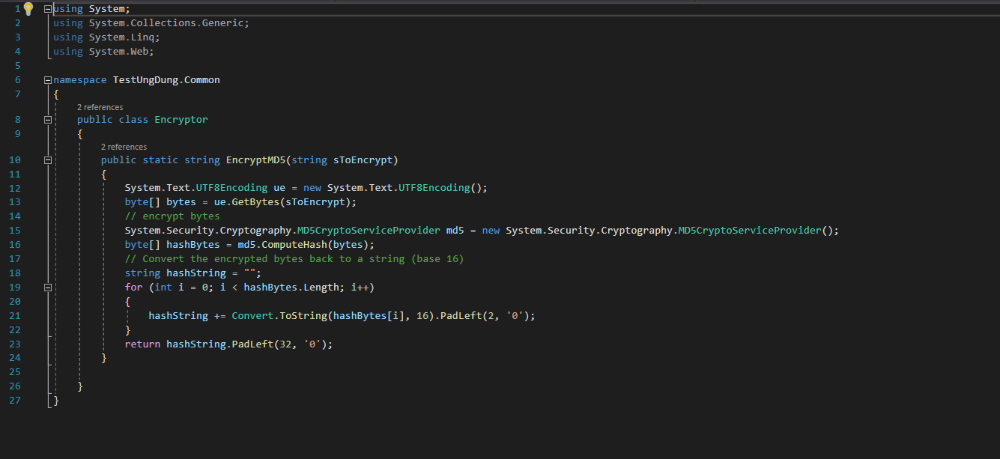 1 using System;
2 using System.Collections.Generic;
3 using System.Linq;
4 using System.Web;
5
6 namespace TestUngDung.Common
7 {
2 references
8 public class Encryptor
9 {
2 references
10 public static string EncryptMD5(string sToEncrypt)
11 {
12 System.Text.UTF8Encoding ue = new System.Text.UTF8Encoding();
13 byte[] bytes = ue.GetBytes(sToEncrypt);
14 // encrypt bytes
15 System.Security.Cryptography.MD5CryptoServiceProvider md5 = new System.Security.Cryptography.MD5CryptoServiceProvider();
16 byte[] hashBytes = md5.ComputeHash(bytes);
17 // Convert the encrypted bytes back to a string (base 16)
18 string hashString = "";
19 for (int i = 0; i < hashBytes.Length; i++)
20 {
21 hashString += Convert.ToString(hashBytes[i], 16).PadLeft(2, '0');
22 }
23 return hashString.PadLeft(32, '0');
24 }
25
26 }
27 }